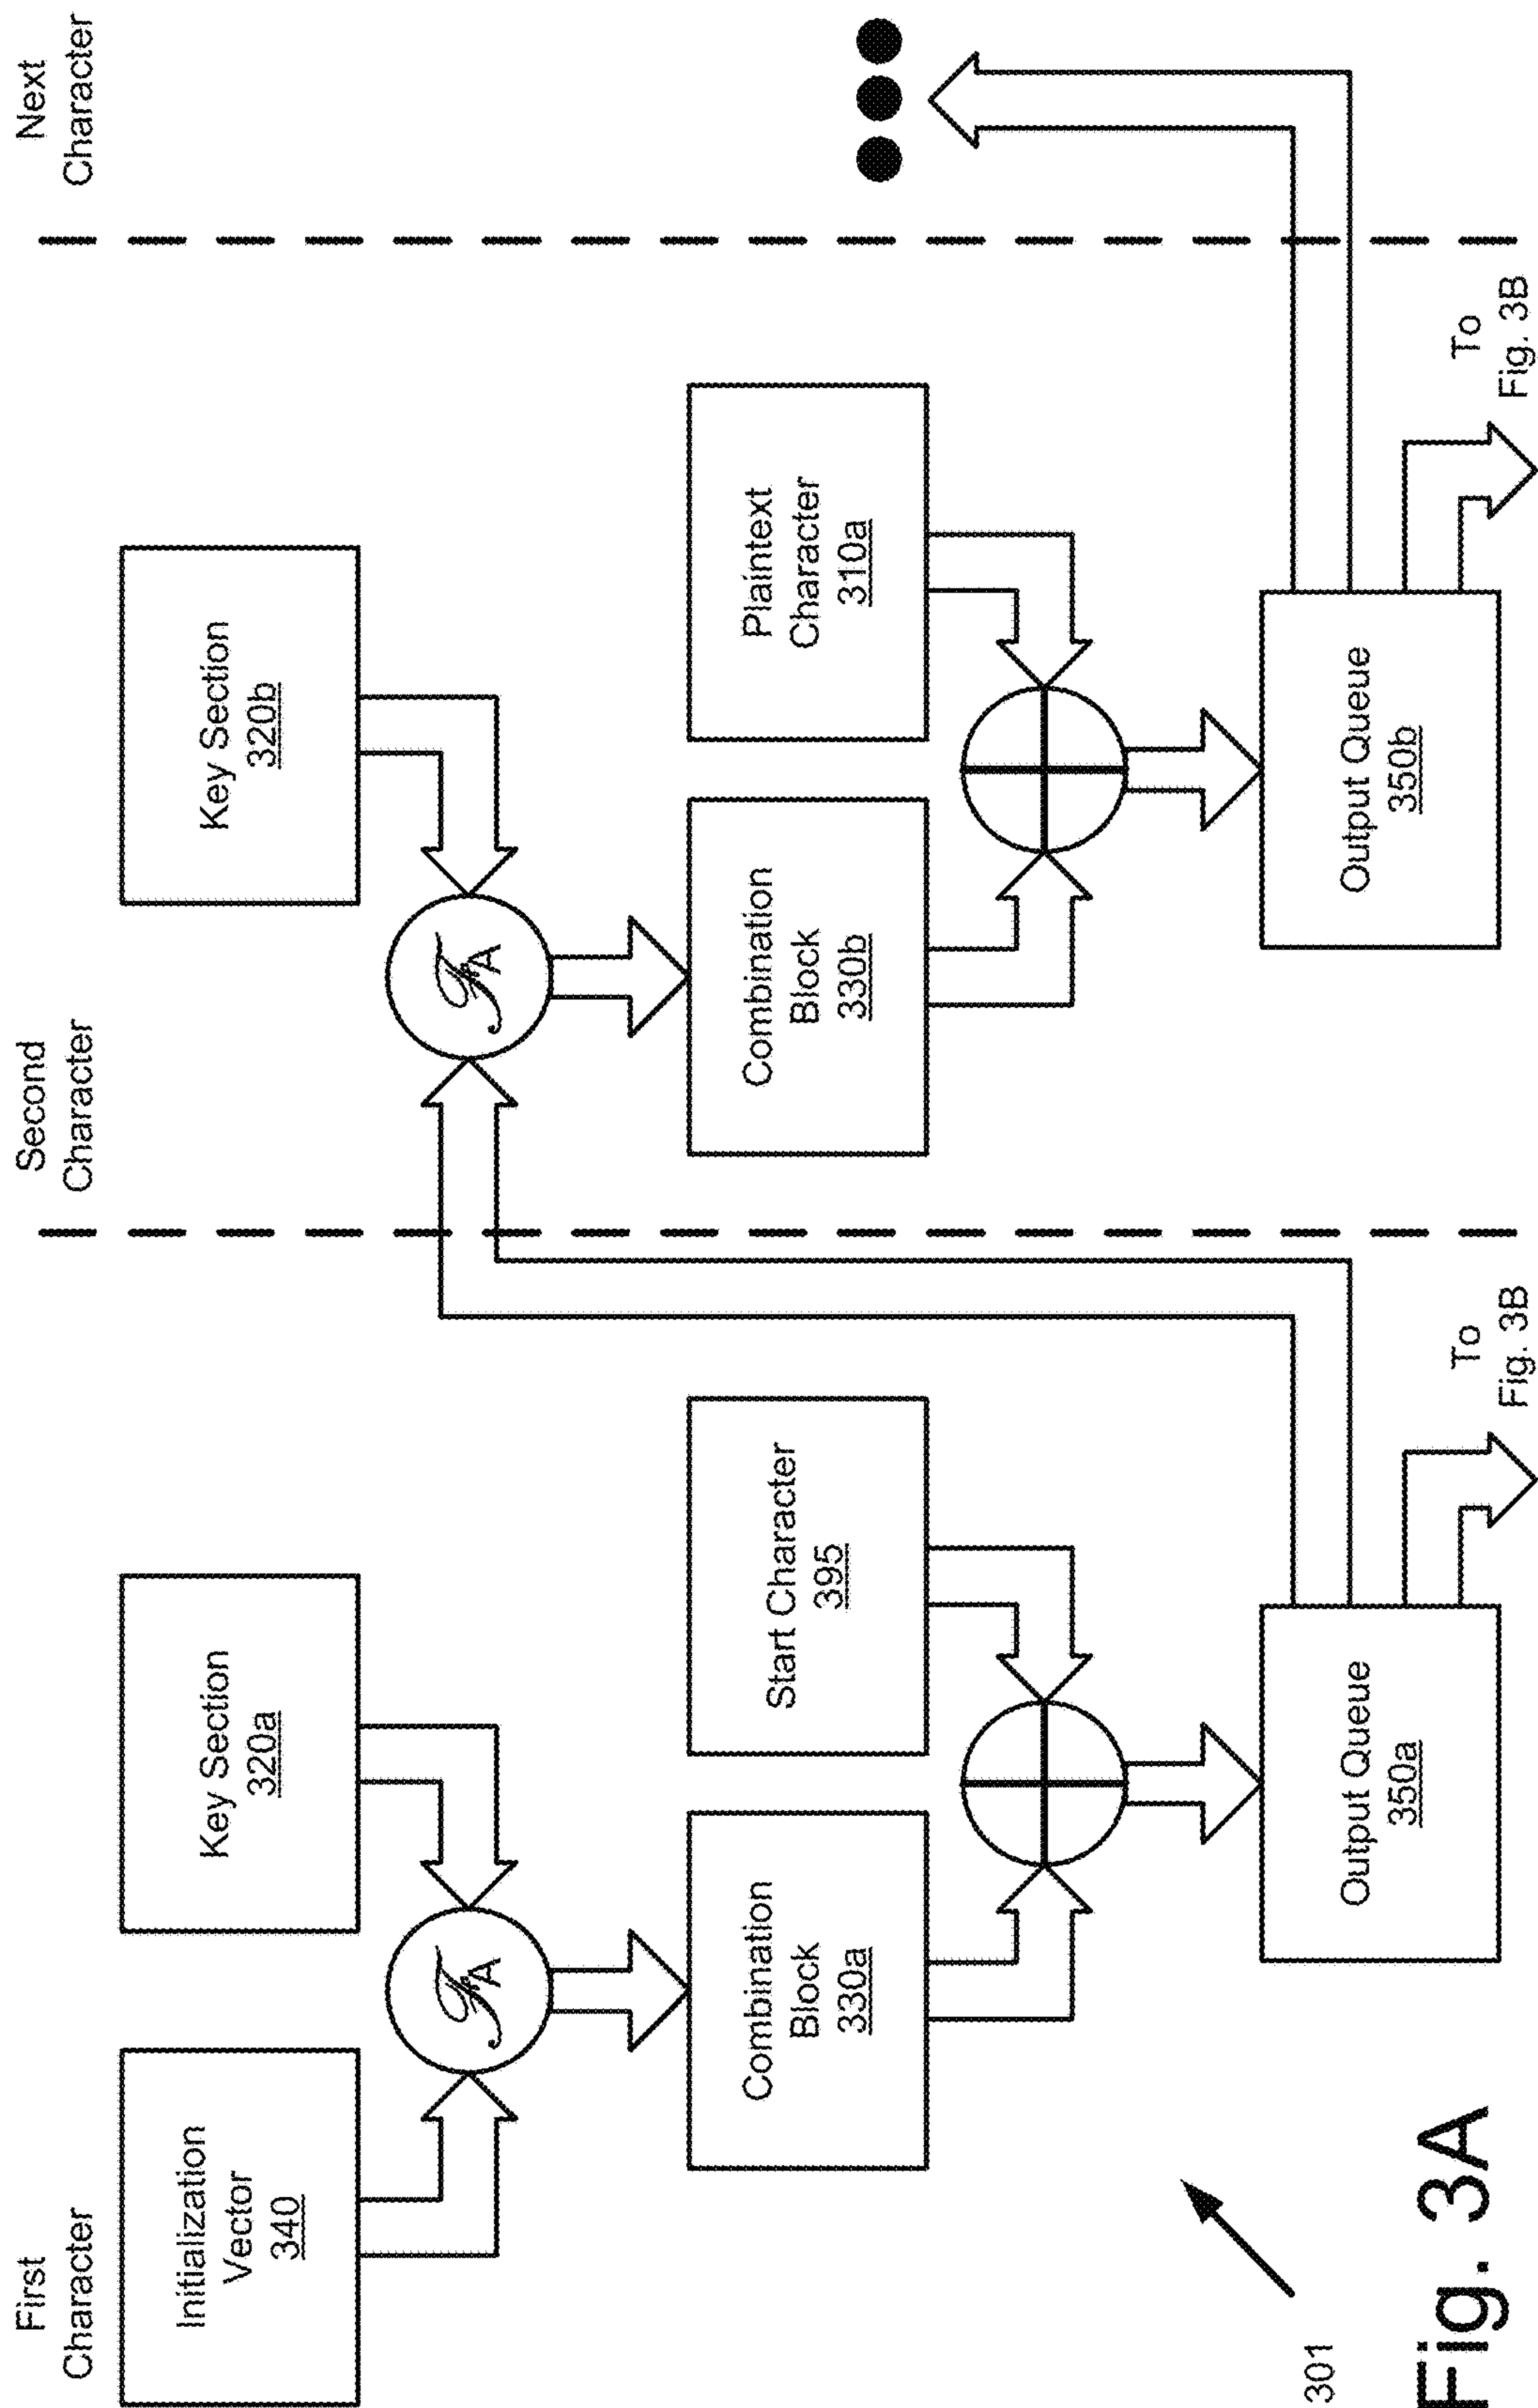 First
Character
Second
Character
Next
Character
Initialization
Vector
340
Key Section
320a
Key Section
320b
ℱA
ℱA
Combination
Block
330a
Start Character
395
Combination
Block
330b
Plaintext
Character
310a
Output Queue
350a
Output Queue
350b
To
Fig. 3B
To
Fig. 3B
301
Fig. 3A